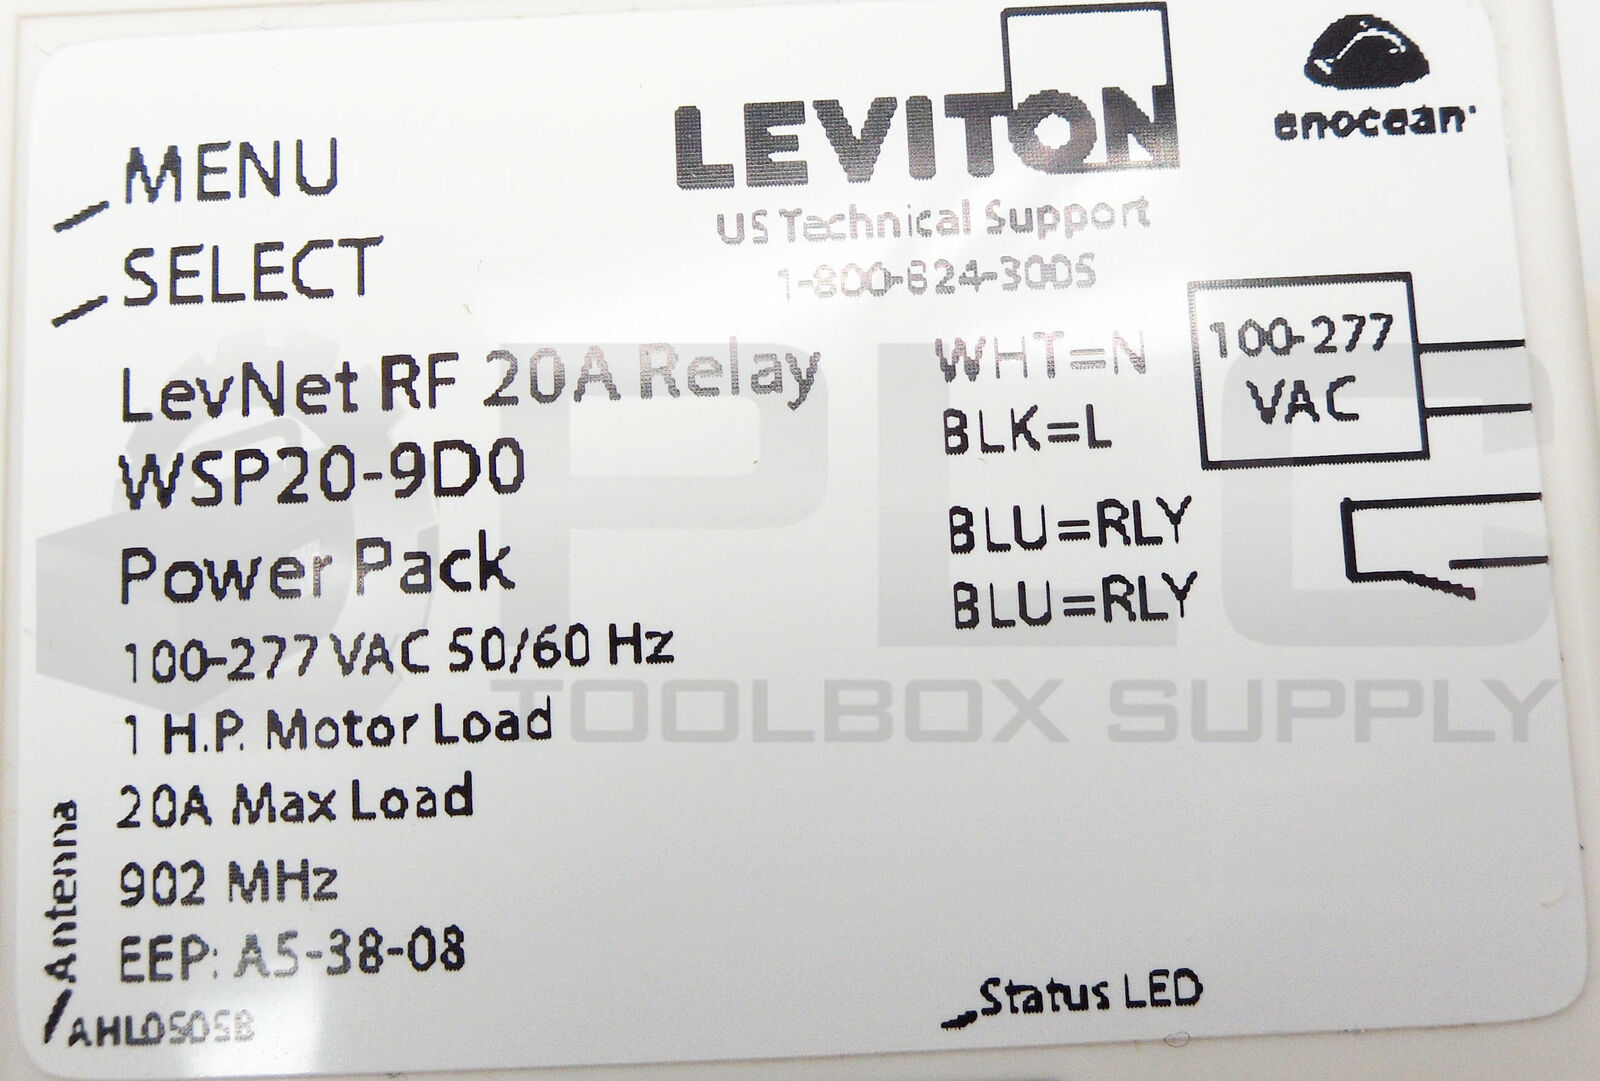 MENU
SELECT
LEVITON
US Technical Support
1-800-824-3005
enocean
LevNet RF 20A Relay
WSP20-9D0
Power Pack
100-277 VAC 50/60 Hz
1 H.P. Motor Load
20A Max Load
902 MHz
EEP: A5-38-08
Antenna
AHL0505B
WHT=N
BLK=L
100-277
VAC
BLU=RLY
BLU=RLY
Status LED
PLC
TOOLBOX SUPPLY